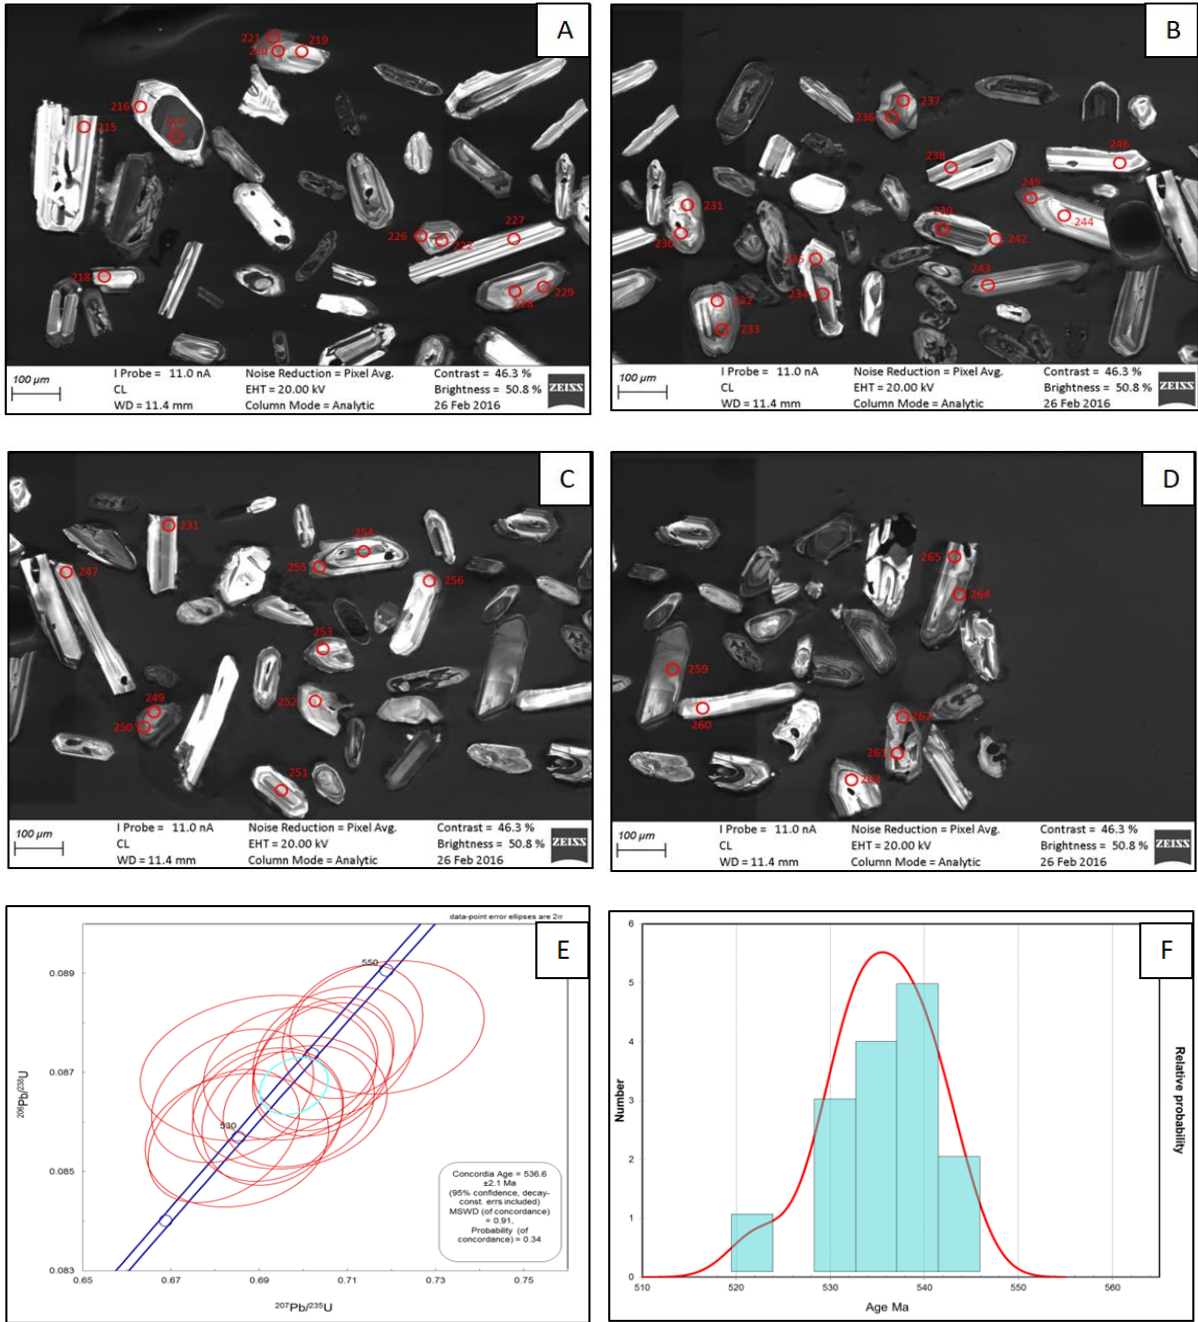 A
221
219
220
216
215
217
227
226
222
218
229
228
I Probe = 11.0 nA Noise Reduction = Pixel Avg. Contrast = 46.3 %
100 µm CL EHT = 20.00 kV Brightness = 50.8 % ZEISS
WD = 11.4 mm Column Mode = Analytic 26 Feb 2016
B
237
236
238
246
245
231
244
239
230
242
235
243
234
232
233
I Probe = 11.0 nA Noise Reduction = Pixel Avg. Contrast = 46.3 %
100 µm CL EHT = 20.00 kV Brightness = 50.8 % ZEISS
WD = 11.4 mm Column Mode = Analytic 26 Feb 2016
C
231
254
255
247
256
253
252
249
250
251
I Probe = 11.0 nA Noise Reduction = Pixel Avg. Contrast = 46.3 %
100 µm CL EHT = 20.00 kV Brightness = 50.8 % ZEISS
WD = 11.4 mm Column Mode = Analytic 26 Feb 2016
D
265
264
259
260
262
261
263
I Probe = 11.0 nA Noise Reduction = Pixel Avg. Contrast = 46.3 %
100 µm CL EHT = 20.00 kV Brightness = 50.8 % ZEISS
WD = 11.4 mm Column Mode = Analytic 26 Feb 2016
data-point error ellipses are 2σ
E
550
0.089
0.087
530
0.085
0.083
206Pb/238U
Concordia Age = 536.6
±2.1 Ma
(95% confidence, decay-
const. errs included)
MSWD (of concordance)
= 0.91,
Probability (of
concordance) = 0.34
0.65 0.67 0.69 0.71 0.73 0.75
207Pb/235U
F
6
5
4
3
2
1
0
Number
Relative probability
510 520 530 540 550 560
Age Ma